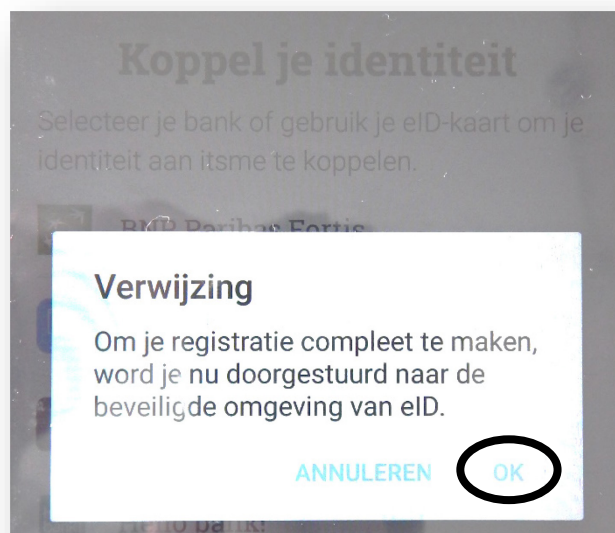 Koppel je identiteit
Selecteer je bank of gebruik je eID-kaart om je
identiteit aan itsme te koppelen.
BNP Paribas Fortis
Verwijzing
Om je registratie compleet te maken,
word je nu doorgestuurd naar de
beveiligde omgeving van eID.
ANNULEREN OK
Hello bank!